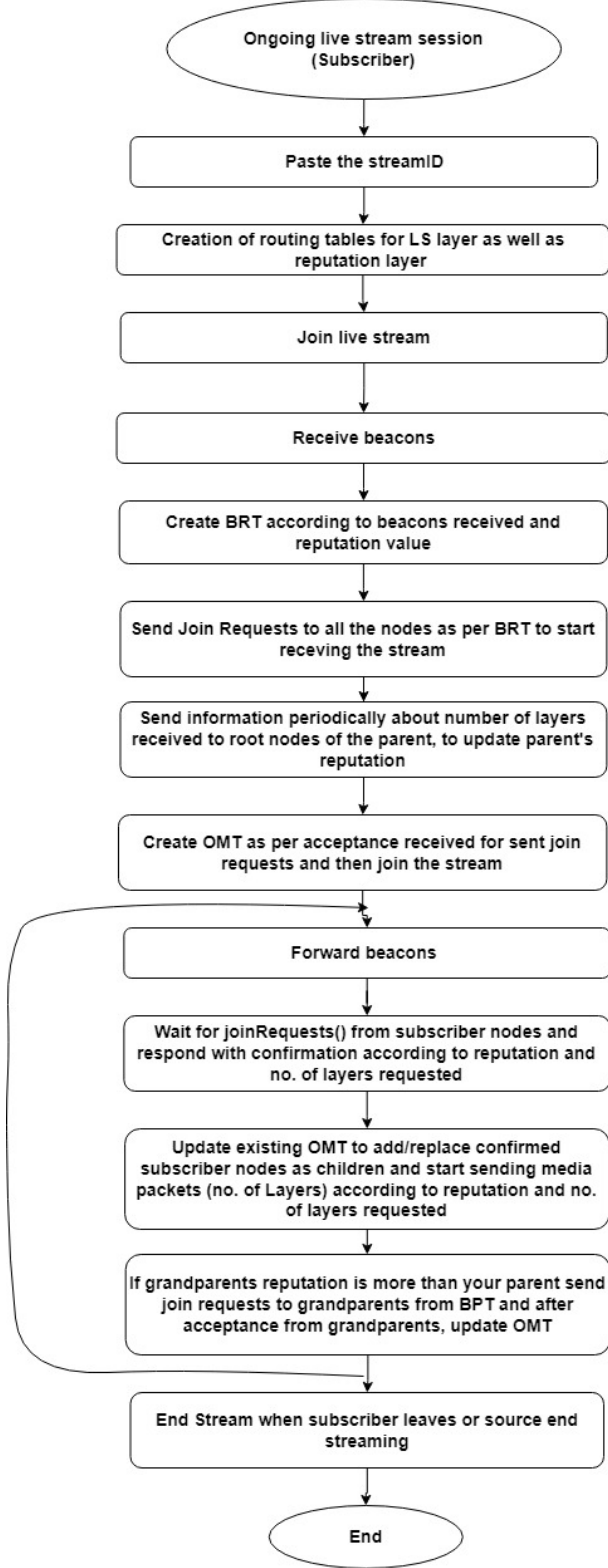 Ongoing live stream session
(Subscriber)
Paste the streamID
Creation of routing tables for LS layer as well as
reputation layer
Join live stream
Receive beacons
Create BRT according to beacons received and
reputation value
Send Join Requests to all the nodes as per BRT to start
receving the stream
Send information periodically about number of layers
received to root nodes of the parent, to update parent's
reputation
Create OMT as per acceptance received for sent join
requests and then join the stream
Forward beacons
Wait for joinRequests() from subscriber nodes and
respond with confirmation according to reputation and
no. of layers requested
Update existing OMT to add/replace confirmed
subscriber nodes as children and start sending media
packets (no. of Layers) according to reputation and no.
of layers requested
If grandparents reputation is more than your parent send
join requests to grandparents from BPT and after
acceptance from grandparents, update OMT
End Stream when subscriber leaves or source end
streaming
End